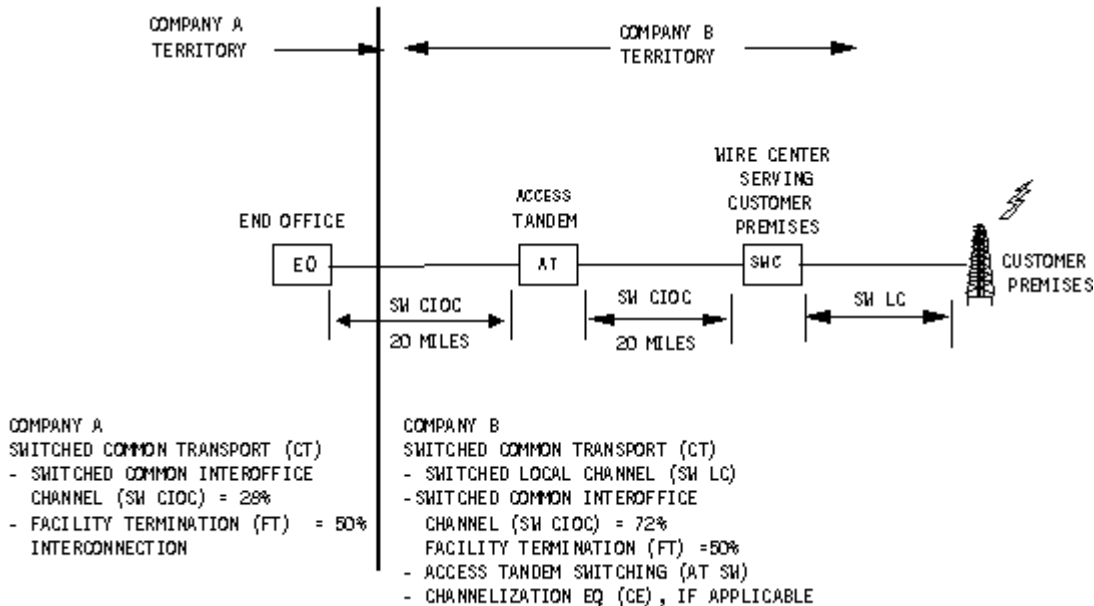 COMPANY A
TERRITORY
COMPANY B
TERRITORY
WIRE CENTER
SERVING
CUSTOMER
PREMISES
ACCESS
TANDEM
END OFFICE
EO
AT
SWC
CUSTOMER
PREMISES
SW CIOC
20 MILES
SW CIOC
20 MILES
SW LC
COMPANY A
SWITCHED COMMON TRANSPORT (CT)
- SWITCHED COMMON INTEROFFICE
CHANNEL (SW CIOC) = 28%
- FACILITY TERMINATION (FT) = 50%
INTERCONNECTION
COMPANY B
SWITCHED COMMON TRANSPORT (CT)
- SWITCHED LOCAL CHANNEL (SW LC)
-SWITCHED COMMON INTEROFFICE
CHANNEL (SW CIOC) = 72%
FACILITY TERMINATION (FT) =50%
- ACCESS TANDEM SWITCHING (AT SW)
- CHANNELIZATION EQ (CE), IF APPLICABLE